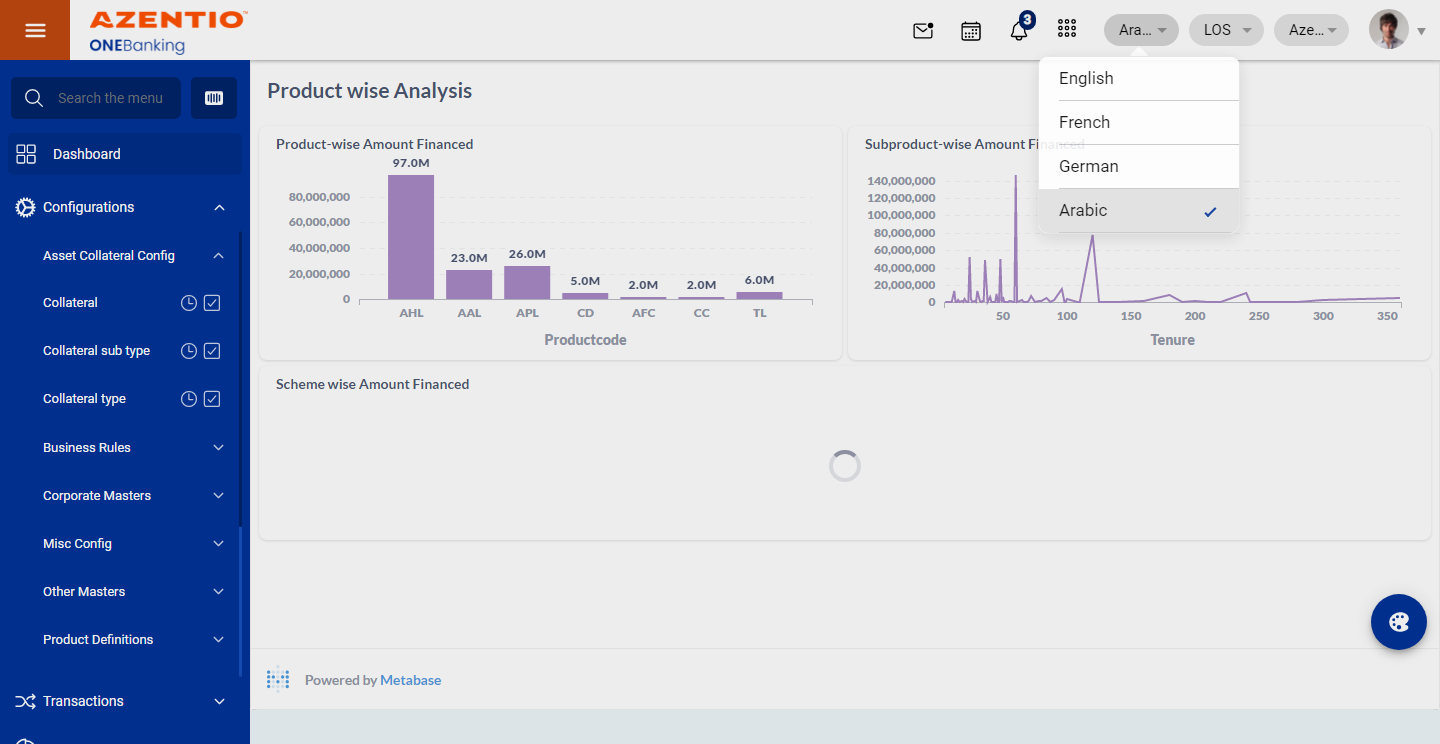 AZENTIO™
ONEBanking
3
Ara...
LOS
Aze...
Search the menu
Dashboard
Configurations
Asset Collateral Config
Collateral
Collateral sub type
Collateral type
Business Rules
Corporate Masters
Misc Config
Other Masters
Product Definitions
Transactions
English
French
German
Arabic
Product wise Analysis
Product-wise Amount Financed
97.0M
80,000,000
60,000,000
40,000,000
20,000,000
0
23.0M
26.0M
5.0M
2.0M
2.0M
6.0M
AHL
AAL
APL
CD
AFC
CC
TL
Productcode
Subproduct-wise Amount Financed
140,000,000
120,000,000
100,000,000
80,000,000
60,000,000
40,000,000
20,000,000
0
50
100
150
200
250
300
350
Tenure
Scheme wise Amount Financed
Powered by Metabase